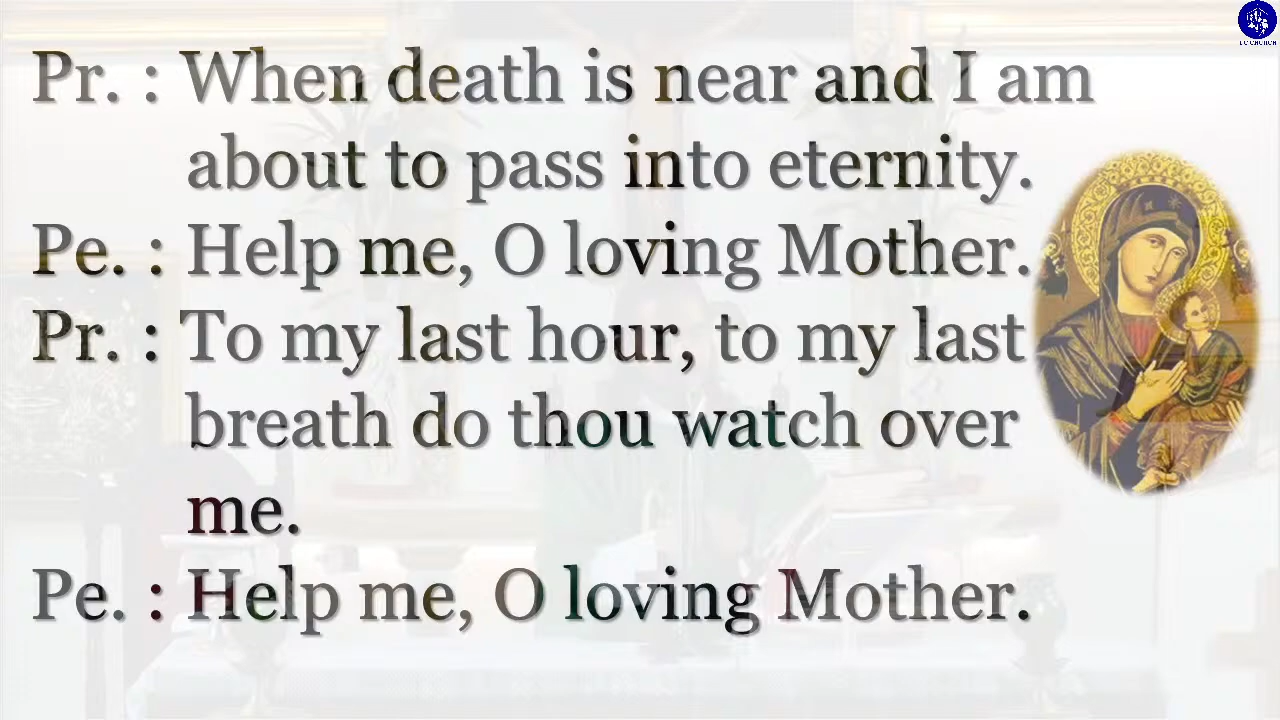 Pr. : When death is near and I am
about to pass into eternity.
Pe. : Help me, O loving Mother.
Pr. : To my last hour, to my last
breath do thou watch over
me.
Pe. : Help me, O loving Mother.